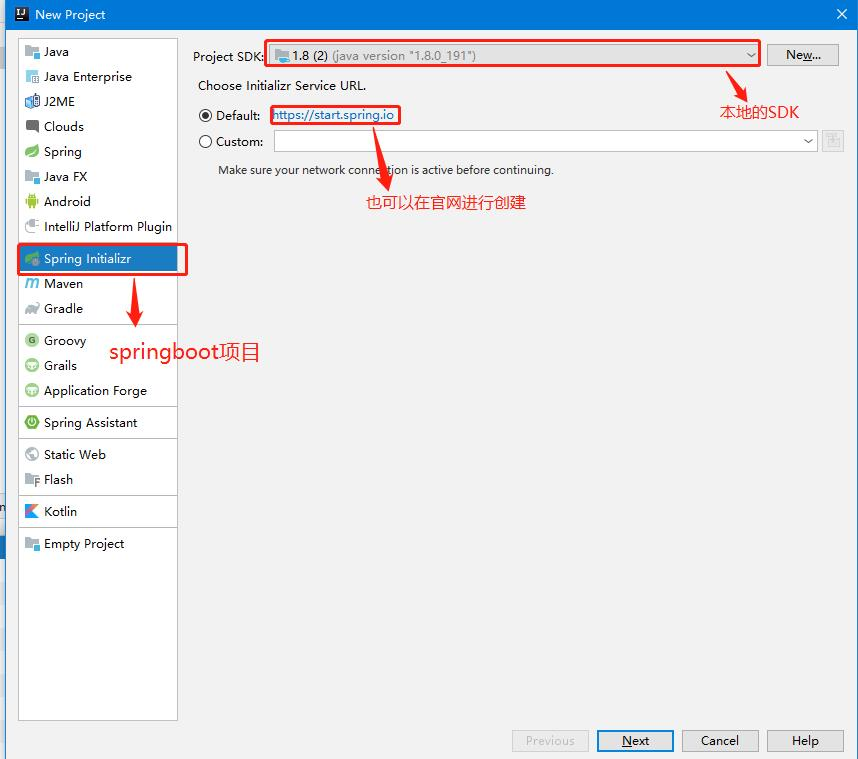 New Project
Java
Java Enterprise
J2ME
Clouds
Spring
Java FX
Android
IntelliJ Platform Plugin
Spring Initializr
Maven
Gradle
springboot项目
Groovy
Grails
Application Forge
Spring Assistant
Static Web
Flash
Kotlin
Empty Project
Project SDK: 1.8 (2) (java version "1.8.0_191") New...
本地的SDK
Choose Initializr Service URL.
Default: https://start.spring.io
Custom:
Make sure your network connection is active before continuing.
也可以在官网进行创建
Previous Next Cancel Help